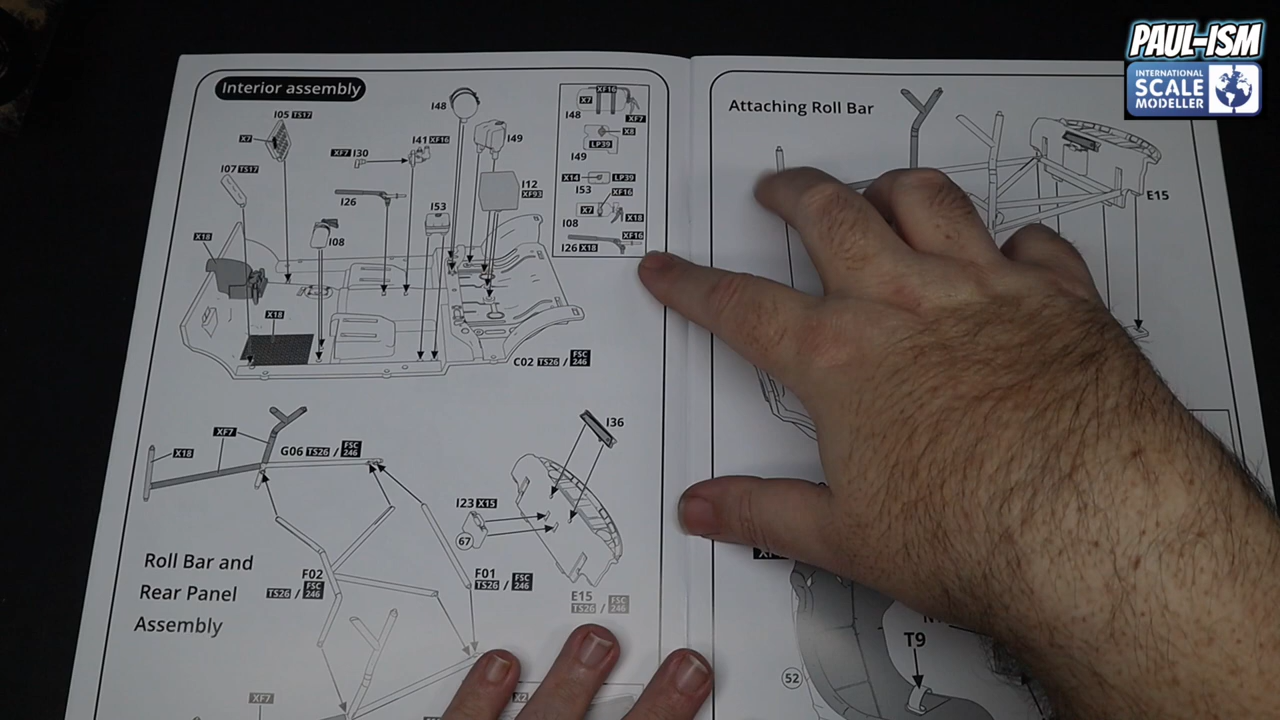 PAUL-ISM
INTERNATIONAL
SCALE
MODELLER
Interior assembly
I05 TS17
X7
I07 TS17
XF7 I30
I41 XF16
I48
I49
I26
I12
XF93
I53
I08
X18
X18
C02 TS26 / FSC 246
XF16
X7
I48
XF7
X8
LP39
I49
X14
LP39
I53
XF16
X7
I08
X18
XF16
I26 X18
XF7
X18
G06 TS26 / FSC 246
I36
I23 X15
67
Roll Bar and
Rear Panel
Assembly
F02
TS26 / FSC 246
F01
TS26 / FSC 246
E15
TS26 / FSC 246
XF7
X2
Attaching Roll Bar
E15
T9
52